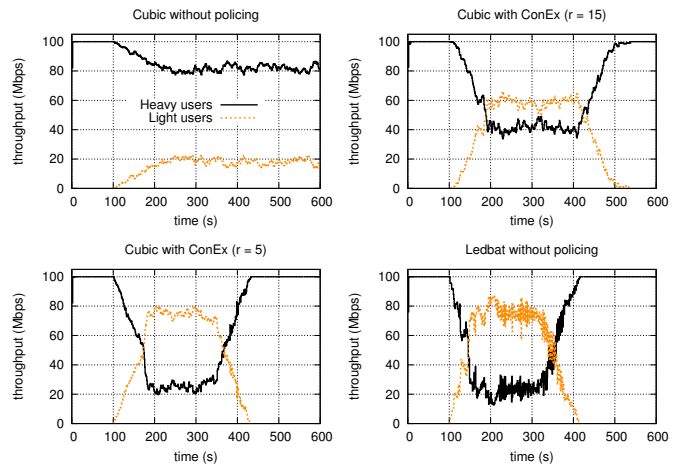 Cubic without policing
throughput (Mbps)
100
80
60
40
20
0
Heavy users
Light users
0 100 200 300 400 500 600
time (s)
Cubic with ConEx (r = 15)
throughput (Mbps)
100
80
60
40
20
0
0 100 200 300 400 500 600
time (s)
Cubic with ConEx (r = 5)
throughput (Mbps)
100
80
60
40
20
0
0 100 200 300 400 500 600
time (s)
Ledbat without policing
throughput (Mbps)
100
80
60
40
20
0
0 100 200 300 400 500 600
time (s)